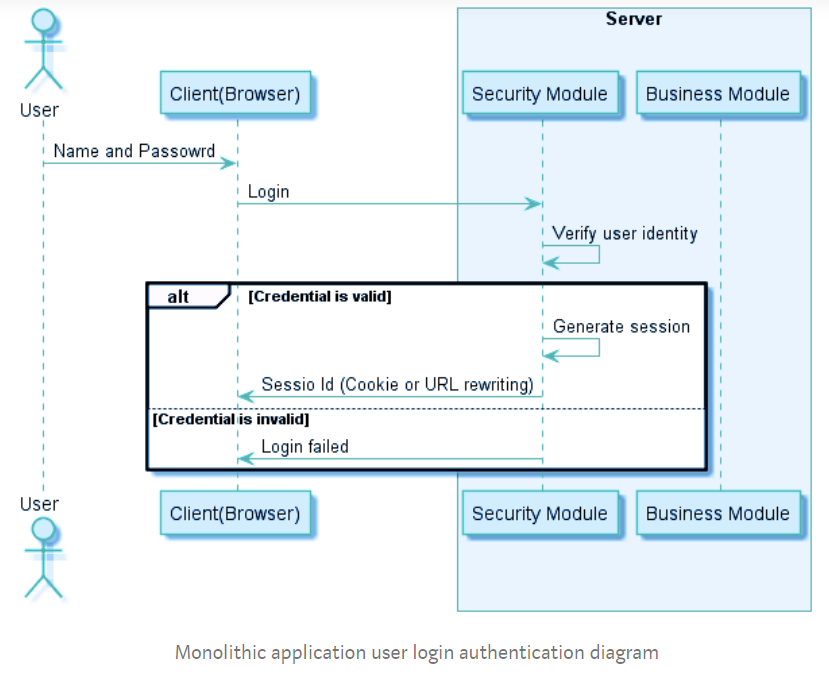 Server
User
Client(Browser)
Security Module
Business Module
Name and Passowrd
Login
Verify user identity
alt
[Credential is valid]
Generate session
Sessio Id (Cookie or URL rewriting)
[Credential is invalid]
Login failed
User
Client(Browser)
Security Module
Business Module
Monolithic application user login authentication diagram